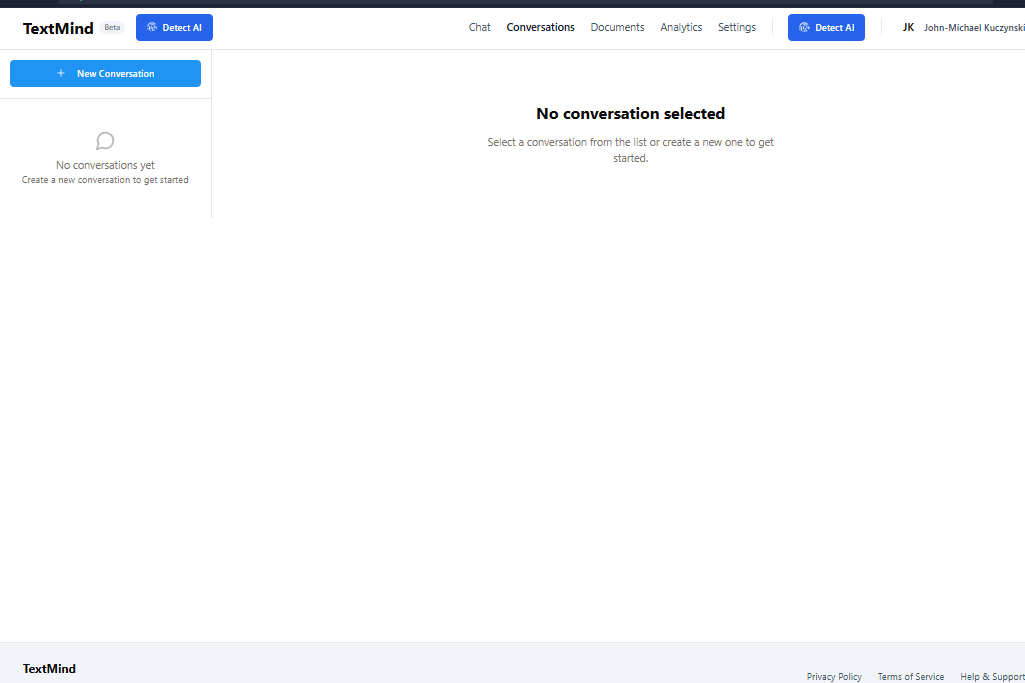 TextMind Beta Detect AI Chat Conversations Documents Analytics Settings Detect AI JK John-Michael Kuczynski
+ New Conversation
No conversations yet
Create a new conversation to get started
No conversation selected
Select a conversation from the list or create a new one to get
started.
TextMind
Privacy Policy Terms of Service Help & Support